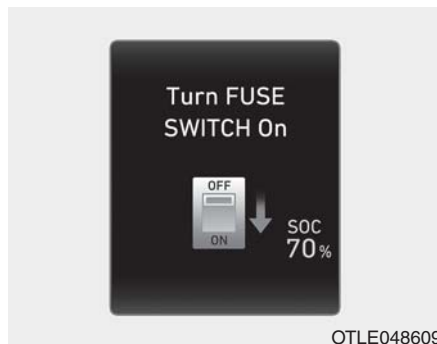 Turn FUSE
SWITCH On
OFF
ON
SOC
70%
OTLE048609